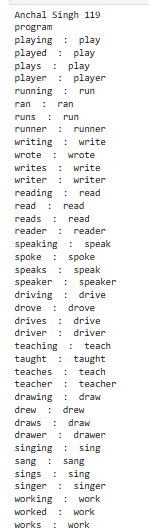 Anchal Singh 119
program
playing : play
played : play
plays : play
player : player
running : run
ran : ran
runs : run
runner : runner
writing : write
wrote : wrote
writes : write
writer : writer
reading : read
read : read
reads : read
reader : reader
speaking : speak
spoke : spoke
speaks : speak
speaker : speaker
driving : drive
drove : drove
drives : drive
driver : driver
teaching : teach
taught : taught
teaches : teach
teacher : teacher
drawing : draw
drew : drew
draws : draw
drawer : drawer
singing : sing
sang : sang
sings : sing
singer : singer
working : work
worked : work
works : work